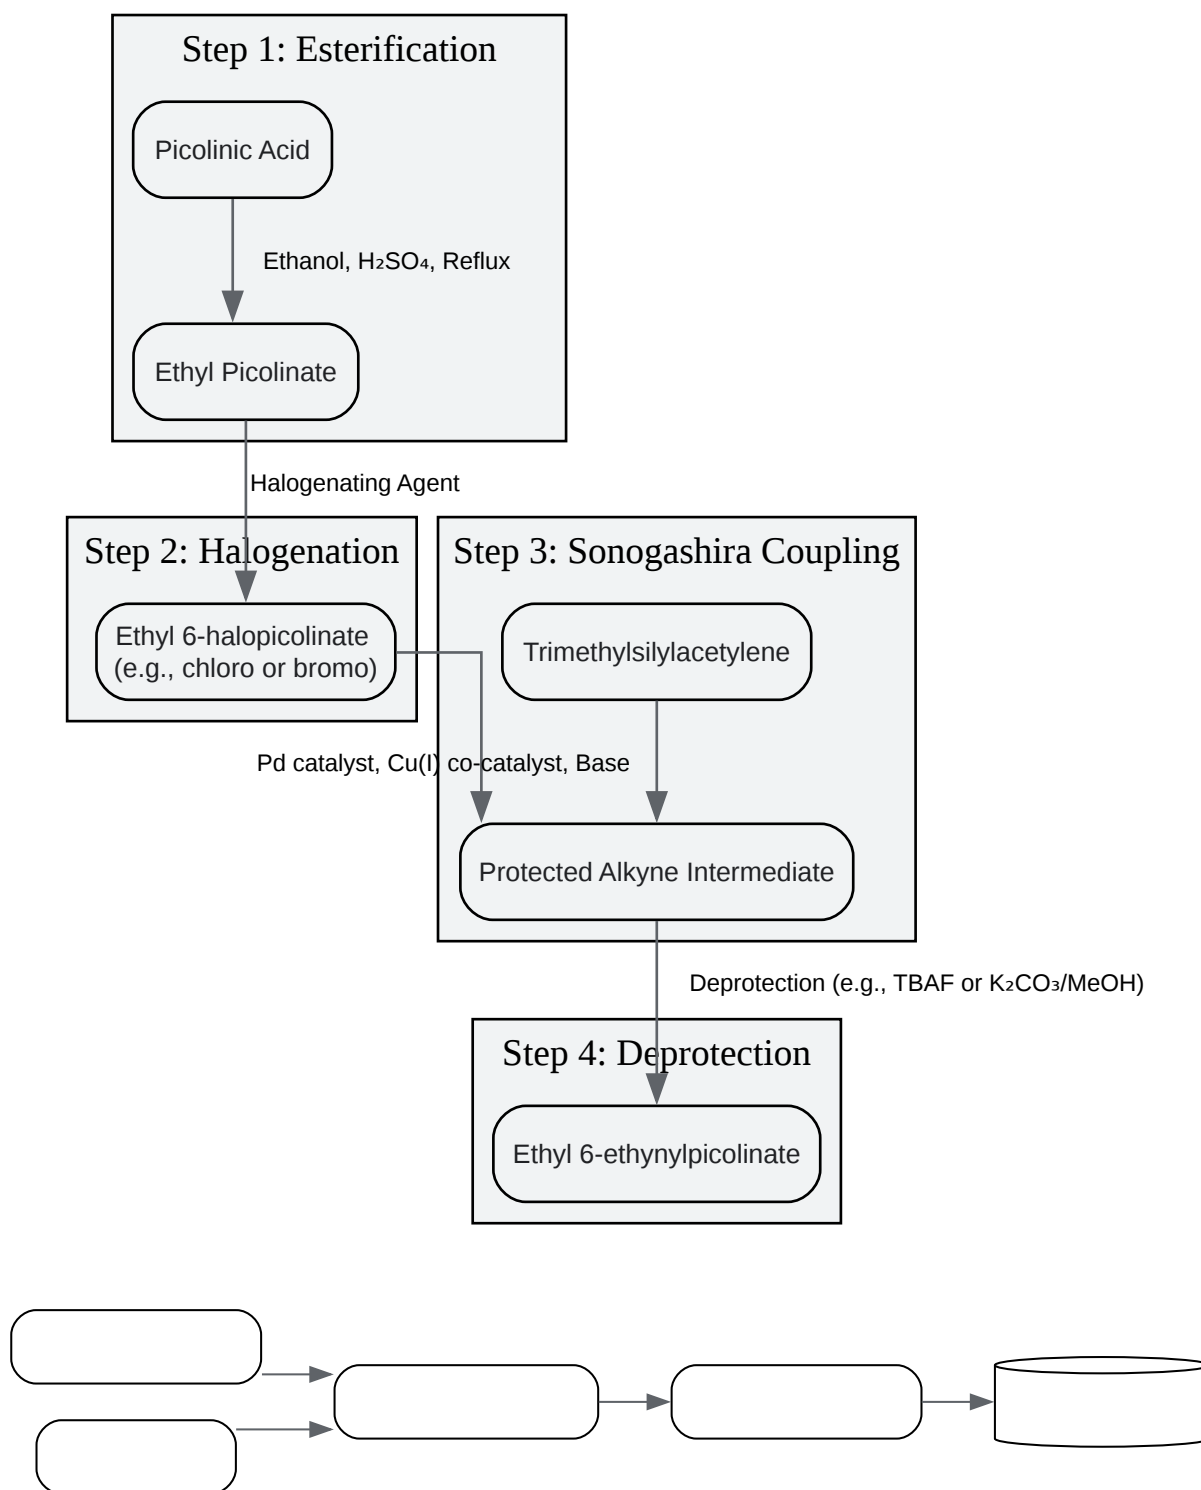 Step 1: Esterification
Picolinic Acid
Ethanol, H₂SO₄, Reflux
Ethyl Picolinate
Halogenating Agent
Step 2: Halogenation
Ethyl 6-halopicolinate
(e.g., chloro or bromo)
Step 3: Sonogashira Coupling
Trimethylsilylacetylene
Pd catalyst, Cu(I) co-catalyst, Base
Protected Alkyne Intermediate
Deprotection (e.g., TBAF or K₂CO₃/MeOH)
Step 4: Deprotection
Ethyl 6-ethynylpicolinate